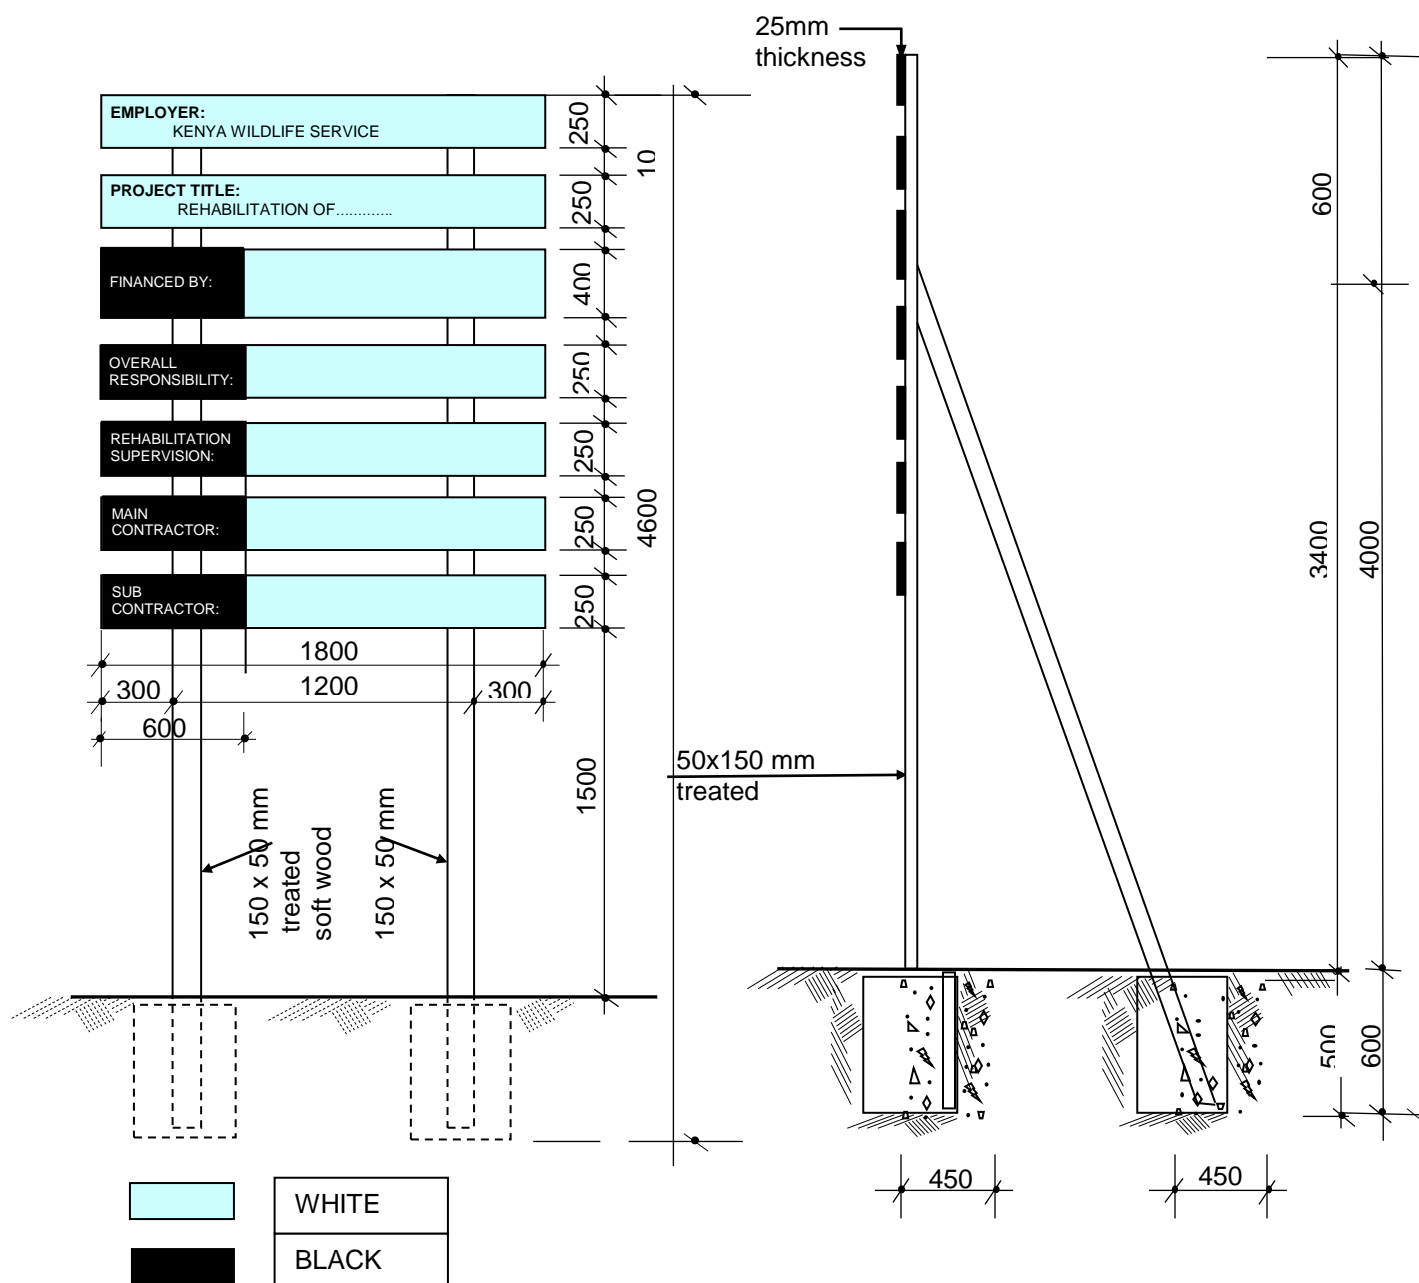 25mm
thickness
EMPLOYER:
KENYA WILDLIFE SERVICE
250
10
PROJECT TITLE:
REHABILITATION OF.............
250
FINANCED BY:
400
OVERALL
RESPONSIBILITY:
250
REHABILITATION
SUPERVISION:
250
MAIN
CONTRACTOR:
250
SUB
CONTRACTOR:
250
4600
1800
300
1200
300
600
1500
150 x 50 mm
treated
soft wood
150 x 50 mm
50x150 mm
treated
600
3400
4000
500
600
450
450
WHITE
BLACK